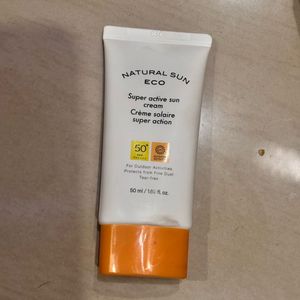 NATURAL SUN
ECO
Super active sun
cream
Crème solaire
super action
50+
For Outdoor Activities
Protects from Fine Dust
Tear-free
50 ml / 1.69 fl. oz.